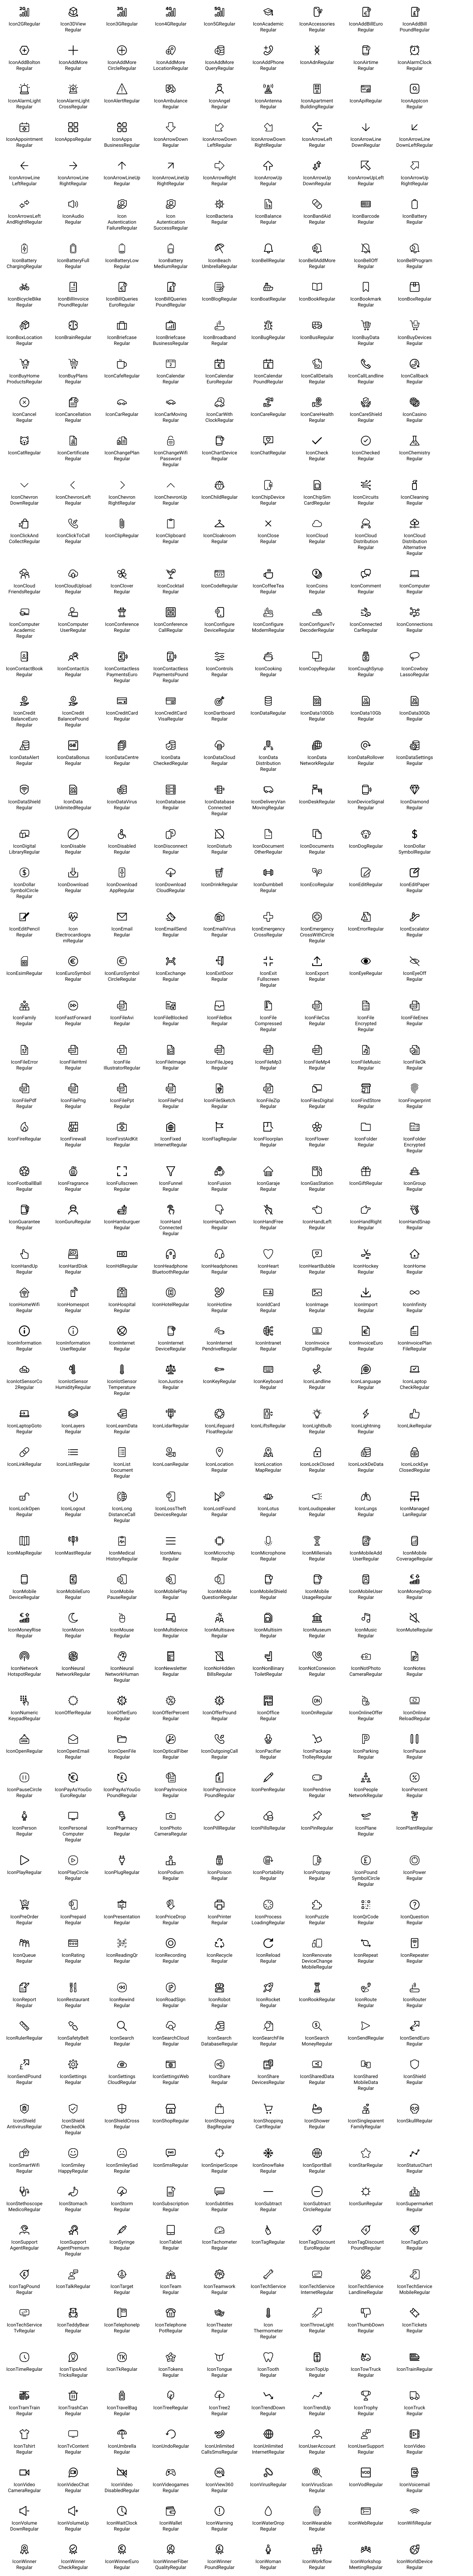 Icon2GRegular Icon3DView Regular Icon3GRegular Icon4GRegular Icon5GRegular IconAcademic Regular IconAccessories Regular IconAddBillEuro Regular IconAddBill PoundRegular
IconAddBotton Regular IconAddMore Regular IconAddMore CircleRegular IconAddMore LocationRegular IconAddMore QueryRegular IconAddPhone Regular IconAdnRegular IconAirtime Regular IconAlarmClock Regular
IconAlarmLight Regular IconAlarmLight CrossRegular IconAlertRegular IconAmbulance Regular IconAngel Regular IconAntenna Regular IconApartment BuildingRegular IconApiRegular IconAppIcon Regular
IconAppointment Regular IconAppsRegular IconApps BusinessRegular IconArrowDown Regular IconArrowDown LeftRegular IconArrowDown RightRegular IconArrowLeft Regular IconArrowLine DownRegular IconArrowLine DownLeftRegular
IconArrowLine LeftRegular IconArrowLine RightRegular IconArrowLineUp Regular IconArrowLineUp RightRegular IconArrowRight Regular IconArrowUp Regular IconArrowUp DownRegular IconArrowUpLeft Regular IconArrowUp RightRegular
IconArrowsLeft AndRightRegular IconAudio Regular Icon Autentication FailureRegular Icon Autentication SuccessRegular IconBacteria Regular IconBalance Regular IconBandAid Regular IconBarcode Regular IconBattery Regular
IconBattery ChargingRegular IconBatteryFull Regular IconBatteryLow Regular IconBattery MediumRegular IconBeach UmbrellaRegular IconBellRegular IconBellAddMore Regular IconBellOff Regular IconBellProgram Regular
IconBicycleBike Regular IconBillInvoice PoundRegular IconBillQueries EuroRegular IconBillQueries PoundRegular IconBlogRegular IconBoatRegular IconBookRegular IconBookmark Regular IconBoxRegular
IconBoxLocation Regular IconBrainRegular IconBriefcase Regular IconBriefcase BusinessRegular IconBroadband Regular IconBugRegular IconBusRegular IconBuyData Regular IconBuyDevices Regular
IconBuyHome ProductsRegular IconBuyPlans Regular IconCafeRegular IconCalendar Regular IconCalendar EuroRegular IconCalendar PoundRegular IconCallDetails Regular IconCallLandline Regular IconCallback Regular
IconCancel Regular IconCancellation Regular IconCarRegular IconCarMoving Regular IconCarWith ClockRegular IconCareRegular IconCareHealth Regular IconCareShield Regular IconCasino Regular
IconCatRegular IconCertificate Regular IconChangePlan Regular IconChangeWifi Password Regular IconChartDevice Regular IconChatRegular IconCheck Regular IconChecked Regular IconChemistry Regular
IconChevron DownRegular IconChevronLeft Regular IconChevron RightRegular IconChevronUp Regular IconChildRegular IconChipDevice Regular IconChipSim CardRegular IconCircuits Regular IconCleaning Regular
IconClickAnd CollectRegular IconClickToCall Regular IconClipRegular IconClipboard Regular IconCloakroom Regular IconClose Regular IconCloud Regular IconCloud Distribution Regular IconCloud Distribution Alternative Regular
IconCloud FriendsRegular IconCloudUpload Regular IconClover Regular IconCocktail Regular IconCodeRegular IconCoffeeTea Regular IconCoins Regular IconComment Regular IconComputer Regular
IconComputer Academic Regular IconComputer UserRegular IconConference Regular IconConference CallRegular IconConfigure DeviceRegular IconConfigure ModemRegular IconConfigureTv DecoderRegular IconConnected CarRegular IconConnections Regular
IconContactBook Regular IconContactUs Regular IconContactless PaymentsEuro Regular IconContactless PaymentsPound Regular IconControls Regular IconCooking Regular IconCopyRegular IconCoughSyrup Regular IconCowboy LassoRegular
IconCredit BalanceEuro Regular IconCredit BalancePound Regular IconCreditCard Regular IconCreditCard VisaRegular IconDartboard Regular IconDataRegular IconData100Gb Regular IconData10Gb Regular IconData30Gb Regular
IconDataAlert Regular IconDataBonus Regular IconDataCentre Regular IconData CheckedRegular IconDataCloud Regular IconData Distribution Regular IconData NetworkRegular IconDataRollover Regular IconDataSettings Regular
IconDataShield Regular IconData UnlimitedRegular IconDataVirus Regular IconDatabase Regular IconDatabase Connected Regular IconDeliveryVan MovingRegular IconDeskRegular IconDeviceSignal Regular IconDiamond Regular
IconDigital LibraryRegular IconDisable Regular IconDisabled Regular IconDisconnect Regular IconDisturb Regular IconDocument OtherRegular IconDocuments Regular IconDogRegular IconDollar SymbolRegular
IconDollar SymbolCircle Regular IconDownload Regular IconDownload AppRegular IconDownload CloudRegular IconDrinkRegular IconDumbbell Regular IconEcoRegular IconEditRegular IconEditPaper Regular
IconEditPencil Regular Icon Electrocardiogra mRegular IconEmail Regular IconEmailSend Regular IconEmailVirus Regular IconEmergency CrossRegular IconEmergency CrossWithCircle Regular IconErrorRegular IconEscalator Regular
IconEsimRegular IconEuroSymbol Regular IconEuroSymbol CircleRegular IconExchange Regular IconExitDoor Regular IconExit Fullscreen Regular IconExport Regular IconEyeRegular IconEyeOff Regular
IconFamily Regular IconFastForward Regular IconFileAvi Regular IconFileBlocked Regular IconFileBox Regular IconFile Compressed Regular IconFileCss Regular IconFile Encrypted Regular IconFileEnex Regular
IconFileError Regular IconFileHtml Regular IconFile IllustratorRegular IconFileImage Regular IconFileJpeg Regular IconFileMp3 Regular IconFileMp4 Regular IconFileMusic Regular IconFileOk Regular
IconFilePdf Regular IconFilePng Regular IconFilePpt Regular IconFilePsd Regular IconFileSketch Regular IconFileZip Regular IconFilesDigital Regular IconFindStore Regular IconFingerprint Regular
IconFireRegular IconFirewall Regular IconFirstAidKit Regular IconFixed InternetRegular IconFlagRegular IconFloorplan Regular IconFlower Regular IconFolder Regular IconFolder Encrypted Regular
IconFootballBall Regular IconFragrance Regular IconFullscreen Regular IconFunnel Regular IconFusion Regular IconGaraje Regular IconGasStation Regular IconGiftRegular IconGroup Regular
IconGuarantee Regular IconGuruRegular IconHamburguer Regular IconHand Connected Regular IconHandDown Regular IconHandFree Regular IconHandLeft Regular IconHandRight Regular IconHandSnap Regular
IconHandUp Regular IconHardDisk Regular IconHdRegular IconHeadphone BluetoothRegular IconHeadphones Regular IconHeart Regular IconHeartBubble Regular IconHockey Regular IconHome Regular
IconHomeWifi Regular IconHomespot Regular IconHospital Regular IconHotelRegular IconHotline Regular IconIdCard Regular IconImage Regular IconImport Regular IconInfinity Regular
IconInformation Regular IconInformation UserRegular IconInternet Regular IconInternet DeviceRegular IconInternet PendriveRegular IconIntranet Regular IconInvoice DigitalRegular IconInvoiceEuro Regular IconInvoicePlan FileRegular
IconIotSensorCo 2Regular IconIotSensor HumidityRegular IconIotSensor Temperature Regular IconJustice Regular IconKeyRegular IconKeyboard Regular IconLandline Regular IconLanguage Regular IconLaptop CheckRegular
IconLaptopGoto Regular IconLayers Regular IconLearnData Regular IconLidarRegular IconLifeguard FloatRegular IconLiftsRegular IconLightbulb Regular IconLightning Regular IconLikeRegular
IconLinkRegular IconListRegular IconList Document Regular IconLoanRegular IconLocation Regular IconLocation MapRegular IconLockClosed Regular IconLockDeData Regular IconLockEye ClosedRegular
IconLockOpen Regular IconLogout Regular IconLong DistanceCall Regular IconLossTheft DevicesRegular IconLostFound Regular IconLotus Regular IconLoudspeaker Regular IconLungs Regular IconManaged LanRegular
IconMapRegular IconMastRegular IconMedical HistoryRegular IconMenu Regular IconMicrochip Regular IconMicrophone Regular IconMillenials Regular IconMobileAdd UserRegular IconMobile CoverageRegular
IconMobile DeviceRegular IconMobileEuro Regular IconMobile PauseRegular IconMobilePlay Regular IconMobile QuestionRegular IconMobileShield Regular IconMobile UsageRegular IconMobileUser Regular IconMoneyDrop Regular
IconMoneyRise Regular IconMoon Regular IconMouse Regular IconMultidevice Regular IconMultisave Regular IconMultisim Regular IconMuseum Regular IconMusic Regular IconMuteRegular
IconNetwork HotspotRegular IconNeural NetworkRegular IconNeural NetworkHuman Regular IconNewsletter Regular IconNoHidden BillsRegular IconNonBinary ToiletRegular IconNotConexion Regular IconNotPhoto CameraRegular IconNotes Regular
IconNumeric KeypadRegular IconOfferRegular IconOfferEuro Regular IconOfferPercent Regular IconOfferPound Regular IconOffice Regular IconOnRegular IconOnlineOffer Regular IconOnline ReloadRegular
IconOpenRegular IconOpenEmail Regular IconOpenFile Regular IconOpticalFiber Regular IconOutgoingCall Regular IconPacifier Regular IconPackage TrolleyRegular IconParking Regular IconPause Regular
IconPauseCircle Regular IconPayAsYouGo EuroRegular IconPayAsYouGo PoundRegular IconPayInvoice Regular IconPayInvoice PoundRegular IconPenRegular IconPendrive Regular IconPeople NetworkRegular IconPercent Regular
IconPerson Regular IconPersonal Computer Regular IconPharmacy Regular IconPhoto CameraRegular IconPillRegular IconPillsRegular IconPinRegular IconPlane Regular IconPlantRegular
IconPlayRegular IconPlayCircle Regular IconPlugRegular IconPodium Regular IconPoison Regular IconPortability Regular IconPostpay Regular IconPound SymbolCircle Regular IconPower Regular
IconPreOrder Regular IconPrepaid Regular IconPresentation Regular IconPriceDrop Regular IconPrinter Regular IconProcess LoadingRegular IconPuzzle Regular IconQrCode Regular IconQuestion Regular
IconQueue Regular IconRating Regular IconReadingQr Regular IconRecording Regular IconRecycle Regular IconReload Regular IconRenovate DeviceChange MobileRegular IconRepeat Regular IconRepeater Regular
IconReport Regular IconRestaurant Regular IconRewind Regular IconRoadSign Regular IconRobot Regular IconRocket Regular IconRookRegular IconRoute Regular IconRouter Regular
IconRulerRegular IconSafetyBelt Regular IconSearch Regular IconSearchCloud Regular IconSearch DatabaseRegular IconSearchFile Regular IconSearch MoneyRegular IconSendRegular IconSendEuro Regular
IconSendPound Regular IconSettings Regular IconSettings CloudRegular IconSettingsWeb Regular IconShare Regular IconShare DevicesRegular IconSharedData Regular IconShared MobileData Regular IconShield Regular
IconShield AntivirusRegular IconShield CheckedOk Regular IconShieldCross Regular IconShopRegular IconShopping BagRegular IconShopping CartRegular IconShower Regular IconSingleparent FamilyRegular IconSkullRegular
IconSmartWifi Regular IconSmiley HappyRegular IconSmileySad Regular IconSmsRegular IconSniperScope Regular IconSnowflake Regular IconSportBall Regular IconStarRegular IconStatusChart Regular
IconStethoscope MedicoRegular IconStomach Regular IconStorm Regular IconSubscription Regular IconSubtitles Regular IconSubtract Regular IconSubtract CircleRegular IconSunRegular IconSupermarket Regular
IconSupport AgentRegular IconSupport AgentPremium Regular IconSyringe Regular IconTablet Regular IconTachometer Regular IconTagRegular IconTagDiscount EuroRegular IconTagDiscount PoundRegular IconTagEuro Regular
IconTagPound Regular IconTalkRegular IconTarget Regular IconTeam Regular IconTeamwork Regular IconTechService Regular IconTechService InternetRegular IconTechService LandlineRegular IconTechService MobileRegular
IconTechService TvRegular IconTeddyBear Regular IconTelephoneIp Regular IconTelephone PotRegular IconTheater Regular Icon Thermometer Regular IconThrowLight Regular IconThumbDown Regular IconTickets Regular
IconTimeRegular IconTipsAnd TricksRegular IconTkRegular IconTokens Regular IconTongue Regular IconTooth Regular IconTopUp Regular IconTowTruck Regular IconTrainRegular
IconTramTrain Regular IconTrashCan Regular IconTravelBag Regular IconTreeRegular IconTree2 Regular IconTrendDown Regular IconTrendUp Regular IconTrophy Regular IconTruck Regular
IconTshirt Regular IconTvContent Regular IconUmbrella Regular IconUndoRegular IconUnlimited CallsSmsRegular IconUnlimited InternetRegular IconUserAccount Regular IconUserSupport Regular IconVideo Regular
IconVideo CameraRegular IconVideoChat Regular IconVideo DisabledRegular IconVideogames Regular IconView360 Regular IconVirusRegular IconVirusScan Regular IconVodRegular IconVoicemail Regular
IconVolume DownRegular IconVolumeUp Regular IconWaitClock Regular IconWallet Regular IconWarning Regular IconWaterDrop Regular IconWearable Regular IconWebRegular IconWifiRegular
IconWinner Regular IconWinner CheckRegular IconWinnerEuro Regular IconWinnerFiber QualityRegular IconWinner PoundRegular IconWoman Regular IconWorkflow Regular IconWorkshop MeetingRegular IconWorldDevice Regular